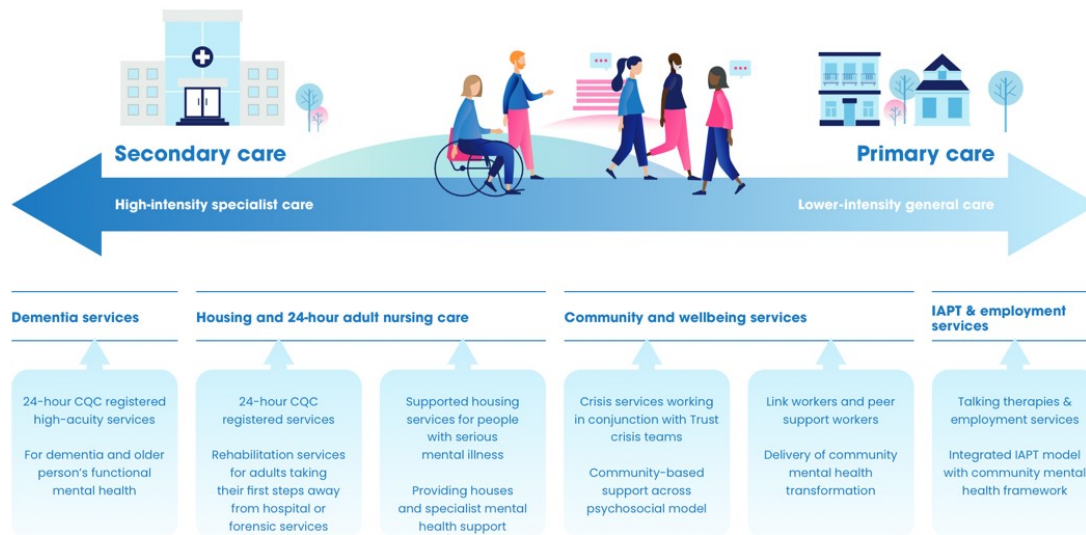 Secondary care
Primary care
High-intensity specialist care
Lower-intensity general care
Dementia services
Housing and 24-hour adult nursing care
Community and wellbeing services
IAPT & employment
services
24-hour CQC registered
high-acuity services
For dementia and older
person's functional
mental health
24-hour CQC
registered services
Rehabilitation services
for adults taking
their first steps away
from hospital or
forensic services
Supported housing
services for people
with serious
mental illness
Providing houses
and specialist mental
health support
Crisis services working
in conjunction with Trust
crisis teams
Community-based
support across
psychosocial model
Link workers and peer
support workers
Delivery of community
mental health
transformation
Talking therapies &
employment services
Integrated IAPT model
with community mental
health framework